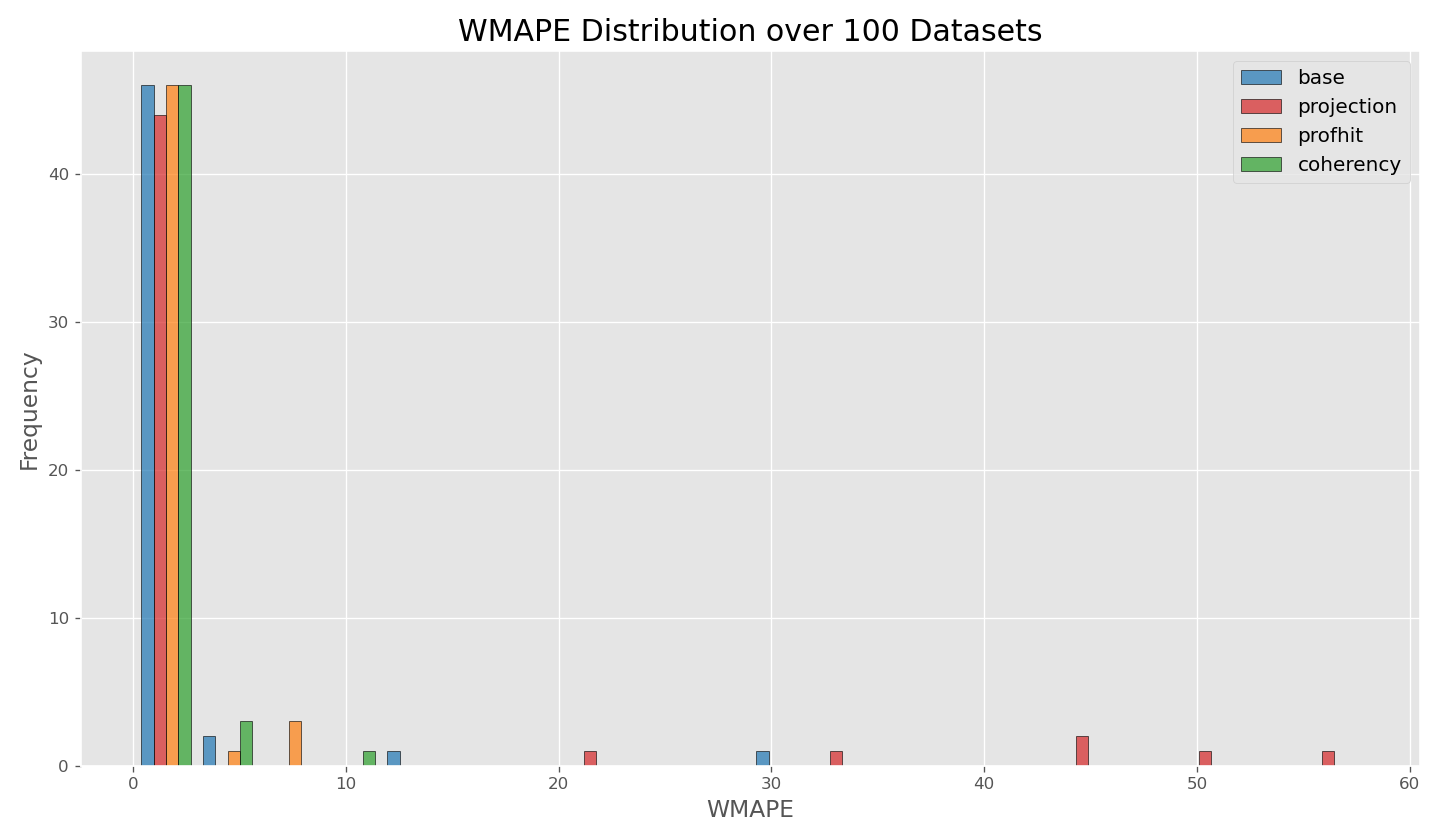 WMAPE Distribution over 100 Datasets
base
projection
profhit
coherency
Frequency
40
30
20
10
0
0 10 20 30 40 50 60
WMAPE